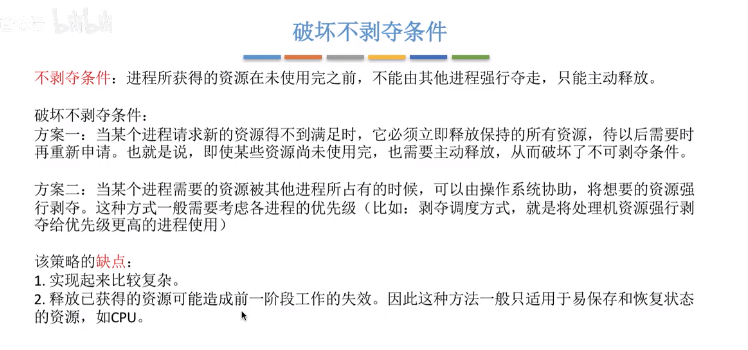 破坏不剥夺条件
不剥夺条件：进程所获得的资源在未使用完之前，不能由其他进程强行夺走，只能主动释放。
破坏不剥夺条件：
方案一：当某个进程请求新的资源得不到满足时，它必须立即释放保持的所有资源，待以后需要时
再重新申请。也就是说，即使某些资源尚未使用完，也需要主动释放，从而破坏了不可剥夺条件。
方案二：当某个进程需要的资源被其他进程所占有的时候，可以由操作系统协助，将想要的资源强
行剥夺。这种方式一般需要考虑各进程的优先级（比如：剥夺调度方式，就是将处理机资源强行剥
夺给优先级更高的进程使用）
该策略的缺点：
1. 实现起来比较复杂。
2. 释放已获得的资源可能造成前一阶段工作的失效。因此这种方法一般只适用于易保存和恢复状态
的资源，如CPU。